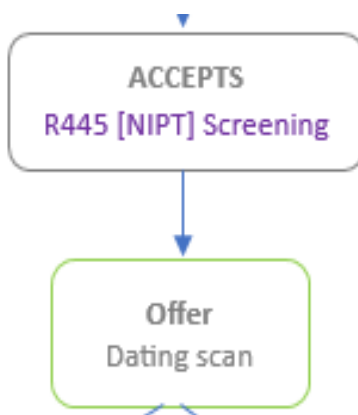 ACCEPTS
R445 [NIPT] Screening
Offer
Dating scan